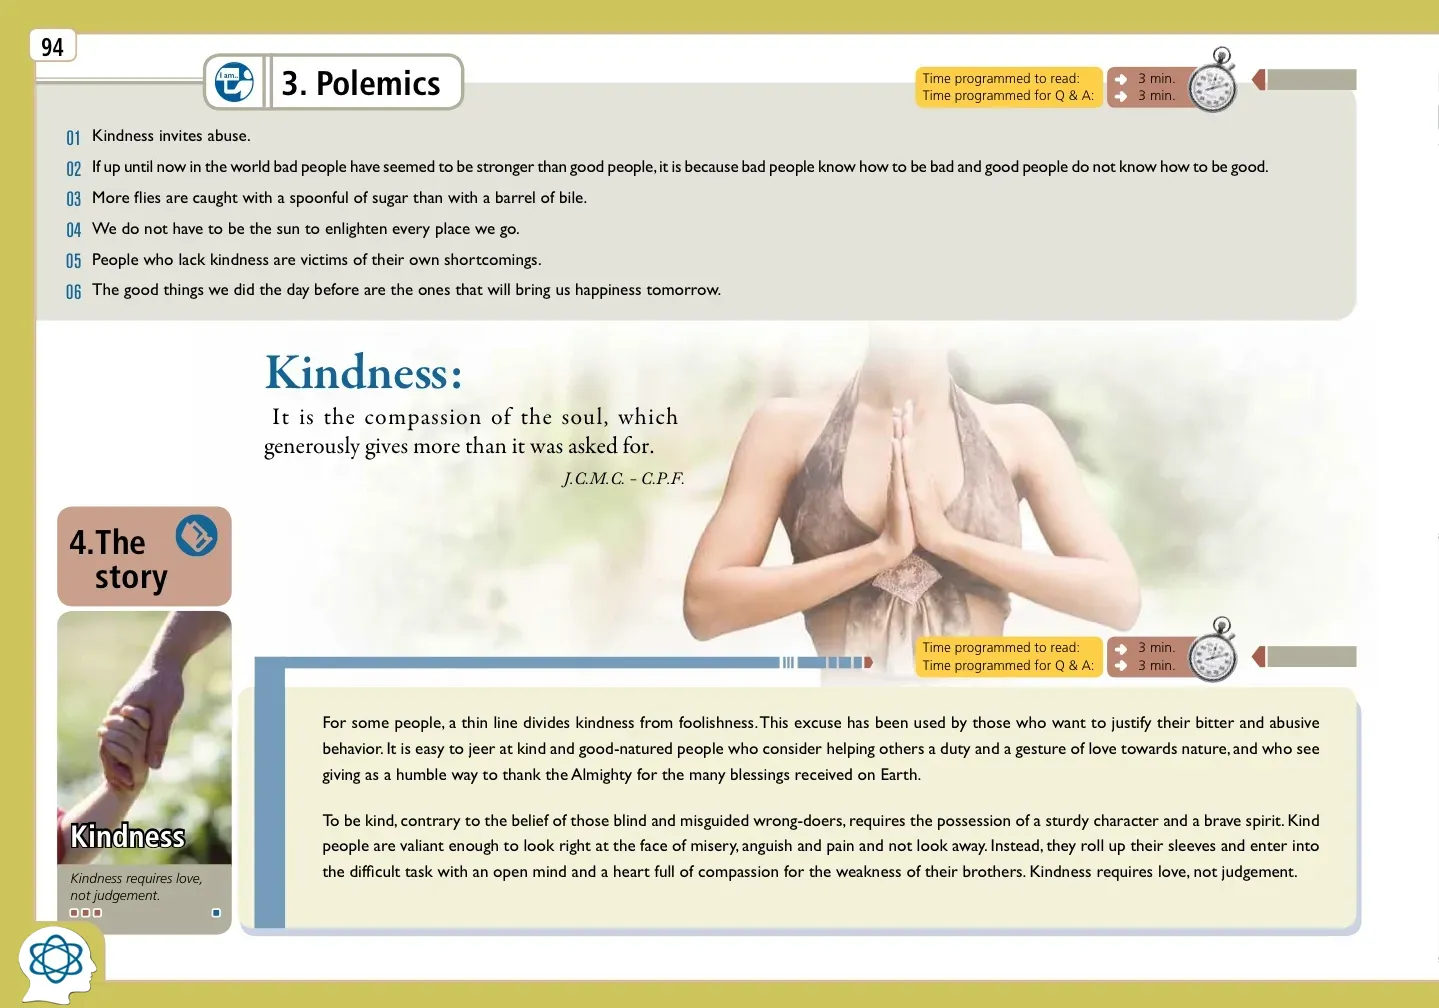 94
I am..
3. Polemics
Time programmed to read: 3 min.
Time programmed for Q & A: 3 min.
01 Kindness invites abuse.
02 If up until now in the world bad people have seemed to be stronger than good people, it is because bad people know how to be bad and good people do not know how to be good.
03 More flies are caught with a spoonful of sugar than with a barrel of bile.
04 We do not have to be the sun to enlighten every place we go.
05 People who lack kindness are victims of their own shortcomings.
06 The good things we did the day before are the ones that will bring us happiness tomorrow.
Kindness:
It is the compassion of the soul, which
generously gives more than it was asked for.
J.C.M.C. - C.P.F.
4.The
story
Kindness
Kindness requires love,
not judgement.
Time programmed to read: 3 min.
Time programmed for Q & A: 3 min.
For some people, a thin line divides kindness from foolishness. This excuse has been used by those who want to justify their bitter and abusive
behavior. It is easy to jeer at kind and good-natured people who consider helping others a duty and a gesture of love towards nature, and who see
giving as a humble way to thank the Almighty for the many blessings received on Earth.
To be kind, contrary to the belief of those blind and misguided wrong-doers, requires the possession of a sturdy character and a brave spirit. Kind
people are valiant enough to look right at the face of misery, anguish and pain and not look away. Instead, they roll up their sleeves and enter into
the difficult task with an open mind and a heart full of compassion for the weakness of their brothers. Kindness requires love, not judgement.